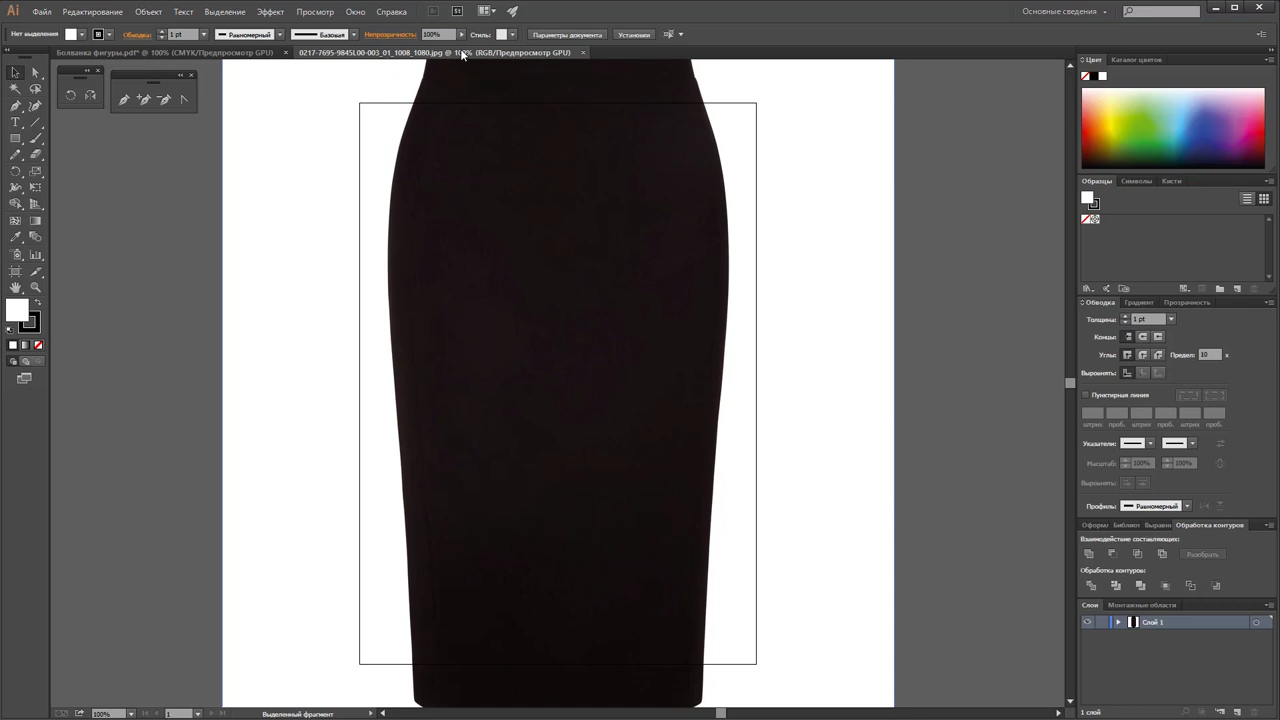 Ai Файл Редактирование Объект Текст Выделение Эффект Просмотр Окно Справка Br St Основные сведения
Нет выделения Обводка: 1 pt Равномерный Базовая Непрозрачность: 100% Стиль: Параметры документа Установки
Болванка фигуры.pdf* @ 100% (CMYK/Предпросмотр GPU) × 0217-7695-9845L00-003_01_1008_1080.jpg @ 100% (RGB/Предпросмотр GPU) ×
Цвет Каталог цветов
Образцы Символы Кисти
Обводка Градиент Прозрачность
Толщина: 1 pt
Концы:
Углы: Предел: 10 x
Выровнять:
Пунктирная линия
штрих проб. штрих проб. штрих проб.
Указатели:
Масштаб: 100% 100%
Выровнять:
Профиль: Равномерный
Оформл Библиот Выравни Обработка контуров
Взаимодействие составляющих:
Разобрать
Обработка контуров:
Слои Монтажные области
Слой 1
100% 1 Выделенный фрагмент 1 слой